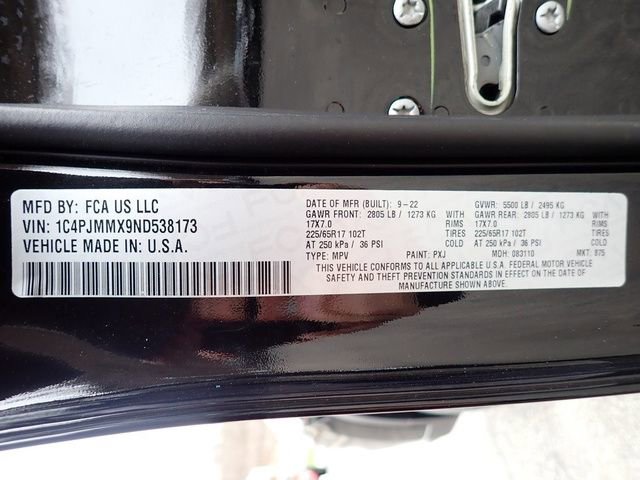 MFD BY: FCA US LLC
VIN: 1C4PJMMX9ND538173
VEHICLE MADE IN: U.S.A.
DATE OF MFR (BUILT): 9-22 GVWR: 5500 LB / 2495 KG
GAWR FRONT: 2805 LB / 1273 KG WITH GAWR REAR: 2805 LB / 1273 KG WITH
17X7.0 RIMS 17X7.0 RIMS
225/65R17 102T TIRES 225/65R17 102T TIRES
AT 250 kPa / 36 PSI AT 250 kPa / 36 PSI
TYPE: MPV PAINT: PXJ MDH: 083110 MKT: 875
THIS VEHICLE CONFORMS TO ALL APPLICABLE U.S.A. FEDERAL MOTOR VEHICLE
SAFETY AND THEFT PREVENTION STANDARDS IN EFFECT ON THE DATE OF
MANUFACTURE SHOWN ABOVE.